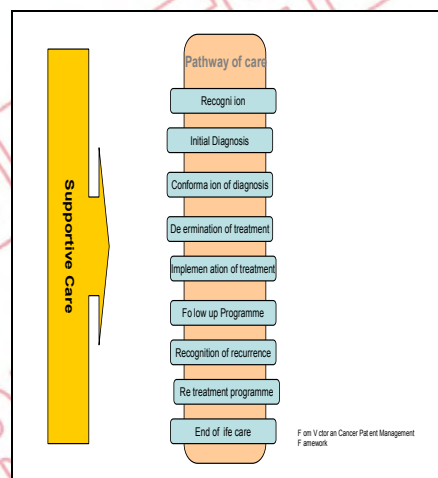 Supportive Care
Pathway of care
Recogni ion
Initial Diagnosis
Conforma ion of diagnosis
De ermination of treatment
Implemen ation of treatment
Fo low up Programme
Recognition of recurrence
Re treatment programme
End of ife care
F om V ctor an Cancer Pat ent Management
F amework